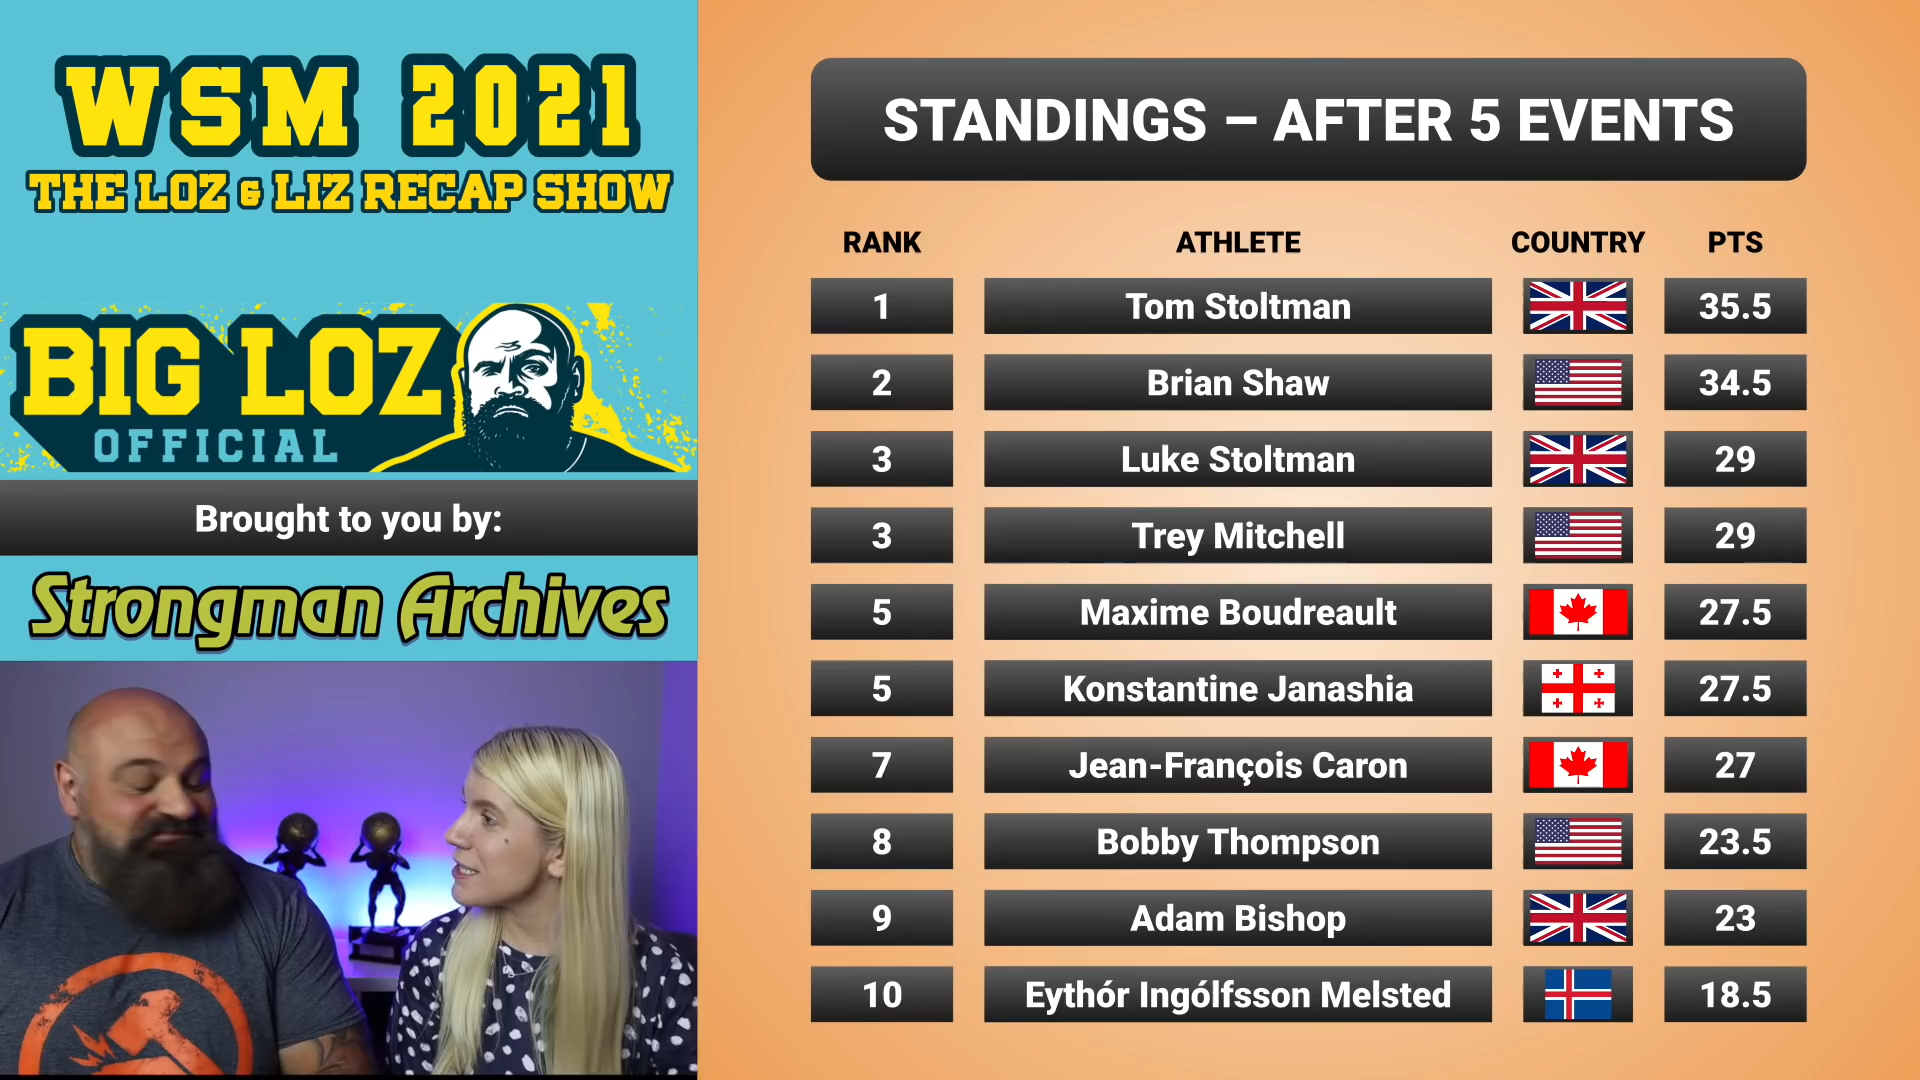 WSM 2021
THE LOZ & LIZ RECAP SHOW
BIG LOZ
OFFICIAL
Brought to you by:
Strongman Archives
STANDINGS – AFTER 5 EVENTS
RANK ATHLETE COUNTRY PTS
1 Tom Stoltman 35.5
2 Brian Shaw 34.5
3 Luke Stoltman 29
3 Trey Mitchell 29
5 Maxime Boudreault 27.5
5 Konstantine Janashia 27.5
7 Jean-François Caron 27
8 Bobby Thompson 23.5
9 Adam Bishop 23
10 Eythór Ingólfsson Melsted 18.5